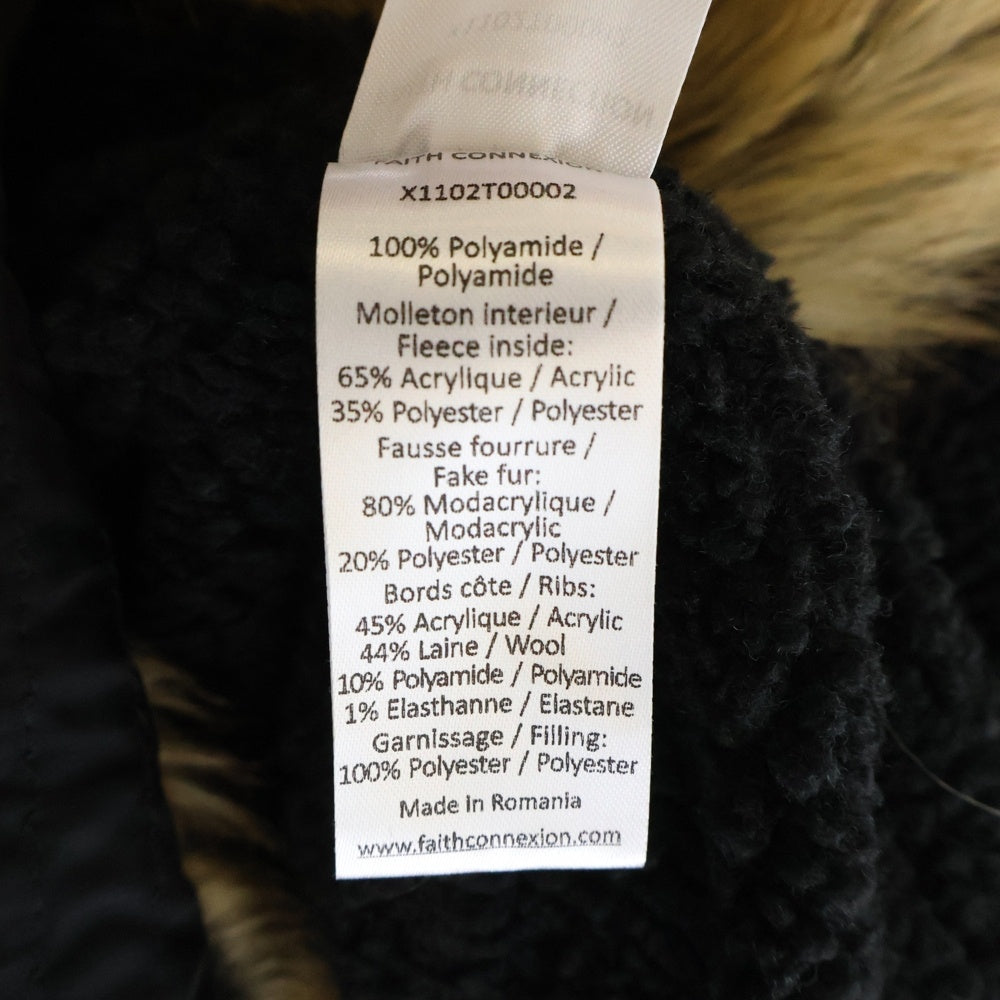 FAITH CONNEXION
X1102T00002
100% Polyamide /
Polyamide
Molleton interieur /
Fleece inside:
65% Acrylique / Acrylic
35% Polyester / Polyester
Fausse fourrure /
Fake fur:
80% Modacrylique /
Modacrylic
20% Polyester / Polyester
Bords côte / Ribs:
45% Acrylique / Acrylic
44% Laine / Wool
10% Polyamide / Polyamide
1% Elasthanne / Elastane
Garnissage / Filling:
100% Polyester / Polyester
Made in Romania
www.faithconnexion.com